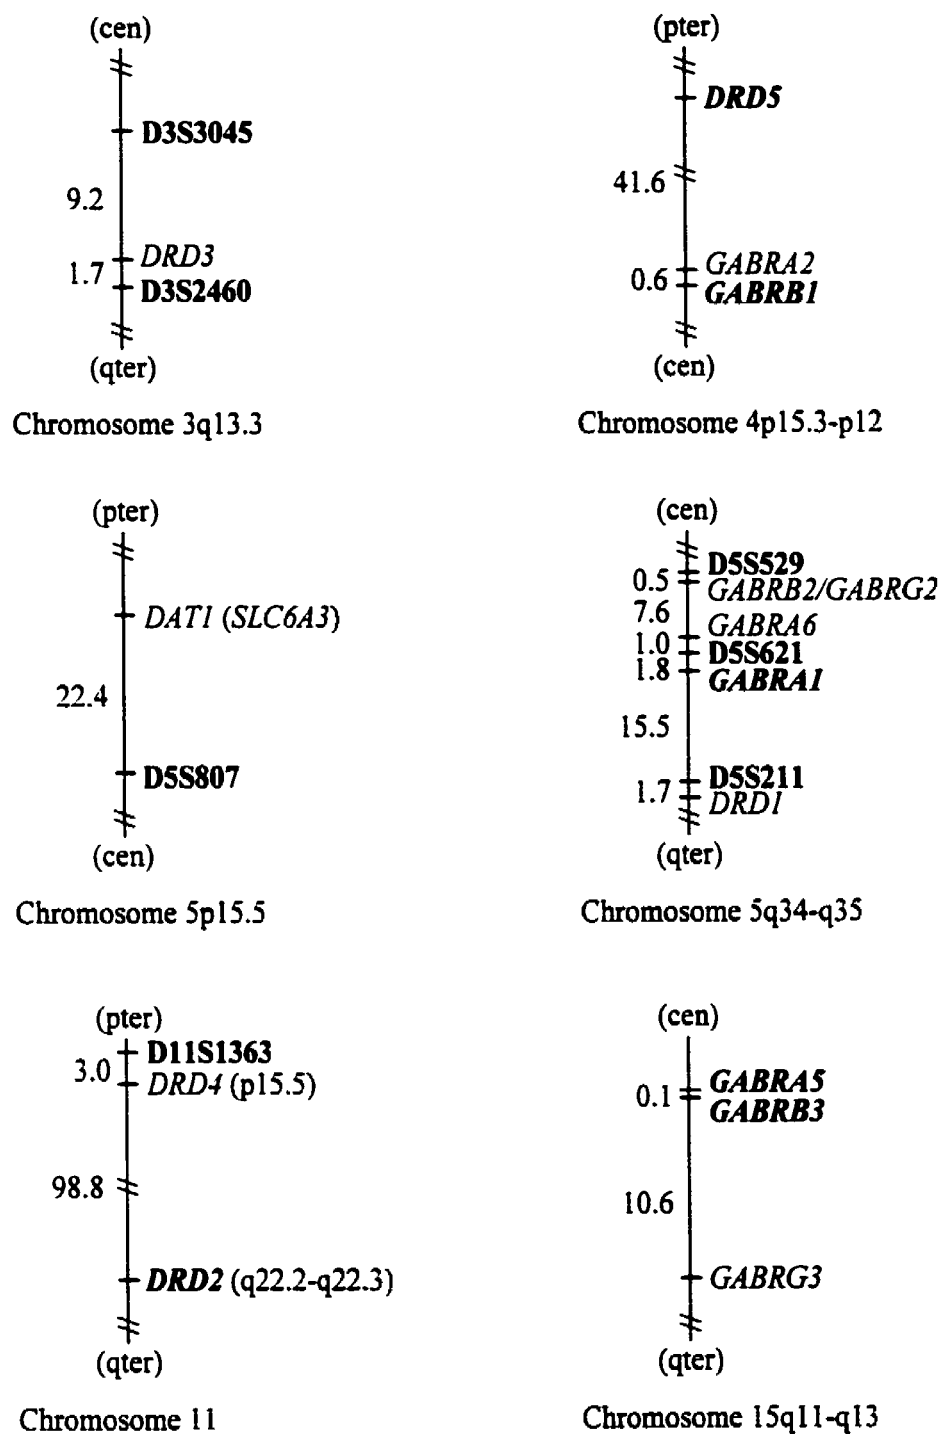 (cen)
D3S3045
9.2
DRD3
1.7
D3S2460
(qter)
Chromosome 3q13.3
(pter)
DRD5
41.6
GABRA2
0.6
GABRB1
(cen)
Chromosome 4p15.3-p12
(pter)
DAT1 (SLC6A3)
22.4
D5S807
(cen)
Chromosome 5p15.5
(cen)
D5S529
0.5
GABRB2/GABRG2
7.6
GABRA6
1.0
D5S621
1.8
GABRA1
15.5
D5S211
1.7
DRD1
(qter)
Chromosome 5q34-q35
(pter)
D11S1363
3.0
DRD4 (p15.5)
98.8
DRD2 (q22.2-q22.3)
(qter)
Chromosome 11
(cen)
GABRA5
0.1
GABRB3
10.6
GABRG3
(qter)
Chromosome 15q11-q13